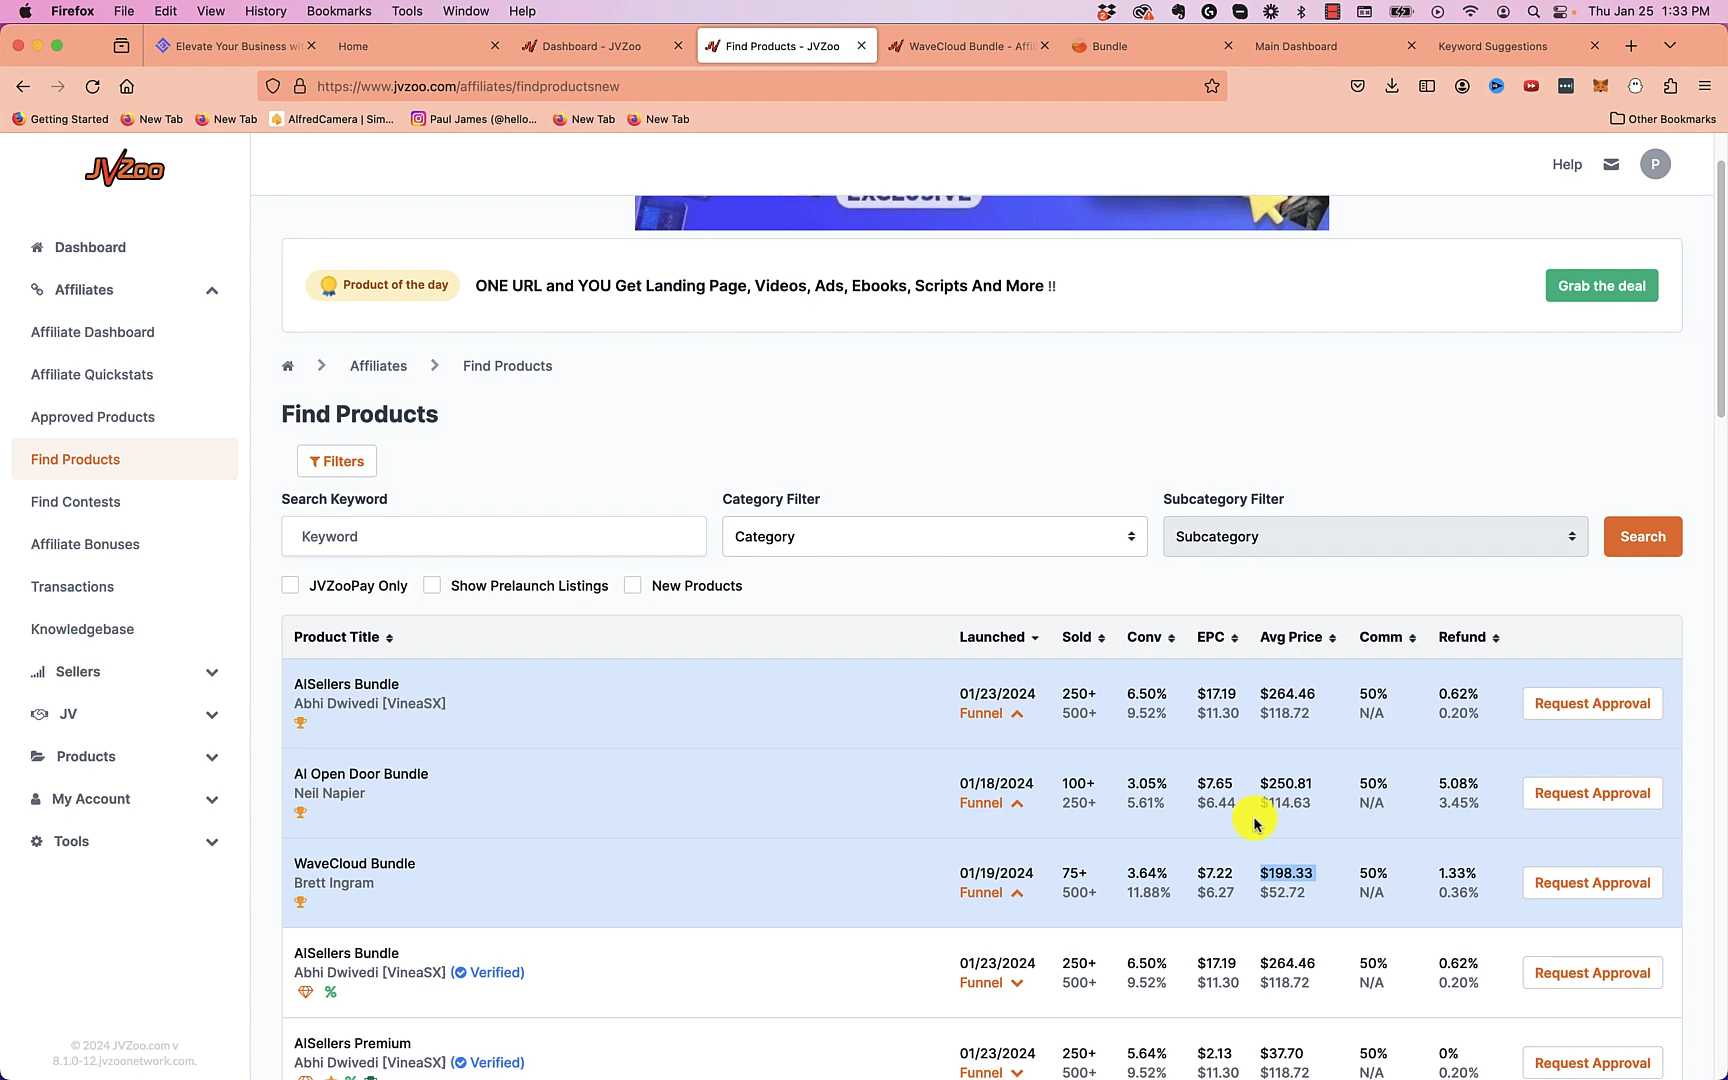 Firefox File Edit View History Bookmarks Tools Window Help Thu Jan 25 1:33 PM
Elevate Your Business wi Home Dashboard - JVZoo Find Products - JVZoo WaveCloud Bundle - Affi Bundle Main Dashboard Keyword Suggestions
https://www.jvzoo.com/affiliates/findproductsnew
Getting Started New Tab New Tab AlfredCamera | Sim... Paul James (@hello... New Tab New Tab Other Bookmarks
JVZoo
Help P
EXCLUSIVE
Dashboard
Affiliates
Affiliate Dashboard
Affiliate Quickstats
Approved Products
Find Products
Find Contests
Affiliate Bonuses
Transactions
Knowledgebase
Sellers
JV
Products
My Account
Tools
© 2024 JVZoo.com v
8.1.0-12.jvzoonetwork.com.
Product of the day ONE URL and YOU Get Landing Page, Videos, Ads, Ebooks, Scripts And More !! Grab the deal
Affiliates Find Products
Find Products
Filters
Search Keyword Category Filter Subcategory Filter
Keyword Category Subcategory Search
JVZooPay Only Show Prelaunch Listings New Products
Product Title Launched Sold Conv EPC Avg Price Comm Refund
AISellers Bundle
Abhi Dwivedi [VineaSX]
01/23/2024 250+ 6.50% $17.19 $264.46 50% 0.62% Request Approval
Funnel 500+ 9.52% $11.30 $118.72 N/A 0.20%
AI Open Door Bundle
Neil Napier
01/18/2024 100+ 3.05% $7.65 $250.81 50% 5.08% Request Approval
Funnel 250+ 5.61% $6.44 $114.63 N/A 3.45%
WaveCloud Bundle
Brett Ingram
01/19/2024 75+ 3.64% $7.22 $198.33 50% 1.33% Request Approval
Funnel 500+ 11.88% $6.27 $52.72 N/A 0.36%
AISellers Bundle
Abhi Dwivedi [VineaSX] (Verified)
%
01/23/2024 250+ 6.50% $17.19 $264.46 50% 0.62% Request Approval
Funnel 500+ 9.52% $11.30 $118.72 N/A 0.20%
AISellers Premium
Abhi Dwivedi [VineaSX] (Verified)
01/23/2024 250+ 5.64% $2.13 $37.70 50% 0% Request Approval
Funnel 500+ 9.52% $11.30 $118.72 N/A 0.20%